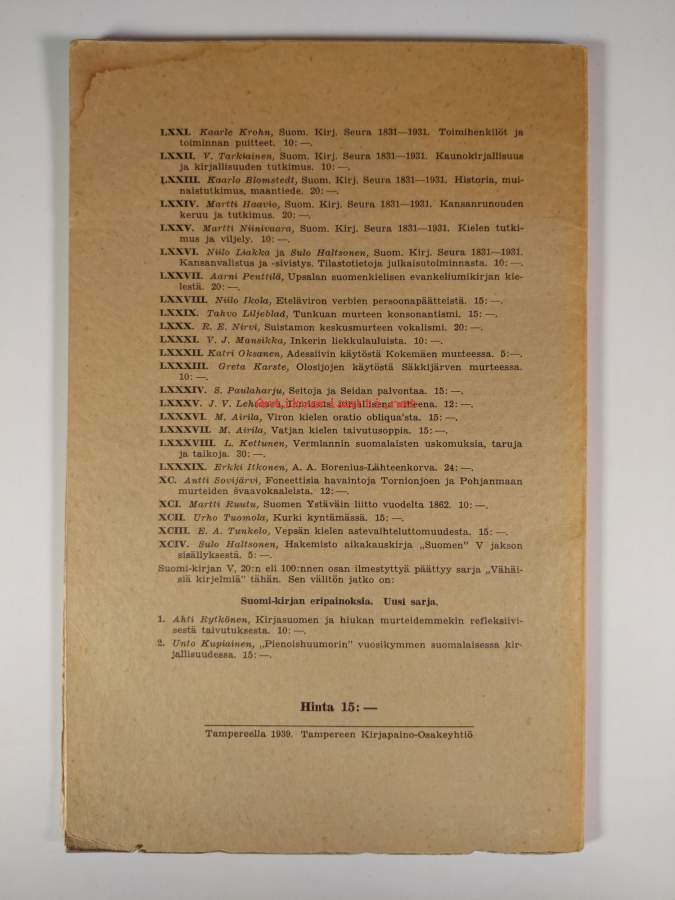 LXXI. Kaarle Krohn, Suom. Kirj. Seura 1831—1931. Toimihenkilöt ja
toiminnan puitteet. 10: —.
LXXII. V. Tarkiainen, Suom. Kirj. Seura 1831—1931. Kaunokirjallisuus
ja kirjallisuuden tutkimus. 10: —.
LXXIII. Kaarlo Blomstedt, Suom. Kirj. Seura 1831—1931. Historia, mui-
naistutkimus, maantiede. 20: —.
LXXIV. Martti Haavio, Suom. Kirj. Seura 1831—1931. Kansanrunouden
keruu ja tutkimus. 20: —.
LXXV. Martti Niinivaara, Suom. Kirj. Seura 1831—1931. Kielen tutki-
mus ja viljely. 10: —.
LXXVI. Niilo Liakka ja Sulo Haltsonen, Suom. Kirj. Seura 1831—1931.
Kansanvalistus ja -sivistys. Tilastotietoja julkaisutoiminnasta. 10: —.
LXXVII. Aarni Penttilä, Upsalan suomenkielisen evankeliumikirjan kie-
lestä. 20: —.
LXXVIII. Niilo Ikola, Eteläviron verbien persoonapäätteistä. 15: —.
LXXIX. Tahvo Liljeblad, Tunkuan murteen konsonantismi. 15: —.
LXXX. R. E. Nirvi, Suistamon keskusmurteen vokalismi. 20: —.
LXXXI. V. J. Mansikka, Inkerin liekkulauluista. 10: —.
LXXXII. Katri Oksanen, Adessiivin käytöstä Kokemäen murteessa. 5:—.
LXXXIII. Greta Karste, Olosijojen käytöstä Säkkijärven murteessa.
10: —.
LXXXIV. S. Paulaharju, Seitoja ja Seidan palvontaa. 15: —.
LXXXV. J. V. 12: —.
LXXXVI. M. Airila, Viron kielen oratio obliqua'sta. 15: —.
LXXXVII. M. Airila, Vatjan kielen taivutusoppia. 15: —.
LXXXVIII. L. Kettunen, Vermlannin suomalaisten uskomuksia, taruja
ja taikoja. 30: —.
LXXXIX. Erkki Itkonen, A. A. Borenius-Lähteenkorva. 24: —.
XC. Antti Sovijärvi, Foneettisia havaintoja Tornionjoen ja Pohjanmaan
murteiden švaavokaaleista. 12: —.
XCI. Martti Ruutu, Suomen Ystäväin liitto vuodelta 1862. 10: —.
XCII. Urho Tuomola, Kurki kyntämässä. 15: —.
XCIII. E. A. Tunkelo, Vepsän kielen astevaihteluttomuudesta. 15: —.
XCIV. Sulo Haltsonen, Hakemisto aikakauskirja „Suomen" V jakson
sisällyksestä. 5: —.
Suomi-kirjan V, 20:n eli 100:nnen osan ilmestyttyä päättyy sarja „Vähäi-
siä kirjelmiä" tähän. Sen välitön jatko on:
Suomi-kirjan eripainoksia. Uusi sarja.
1. Ahti Rytkönen, Kirjasuomen ja hiukan murteidemmekin refleksiivi-
sestä taivutuksesta. 10: —.
2. Unto Kupiainen, „Pienoishuumorin" vuosikymmen suomalaisessa kir-
jallisuudessa. 15: —.
Hinta 15: —
Tampereella 1939. Tampereen Kirjapaino-Osakeyhtiö